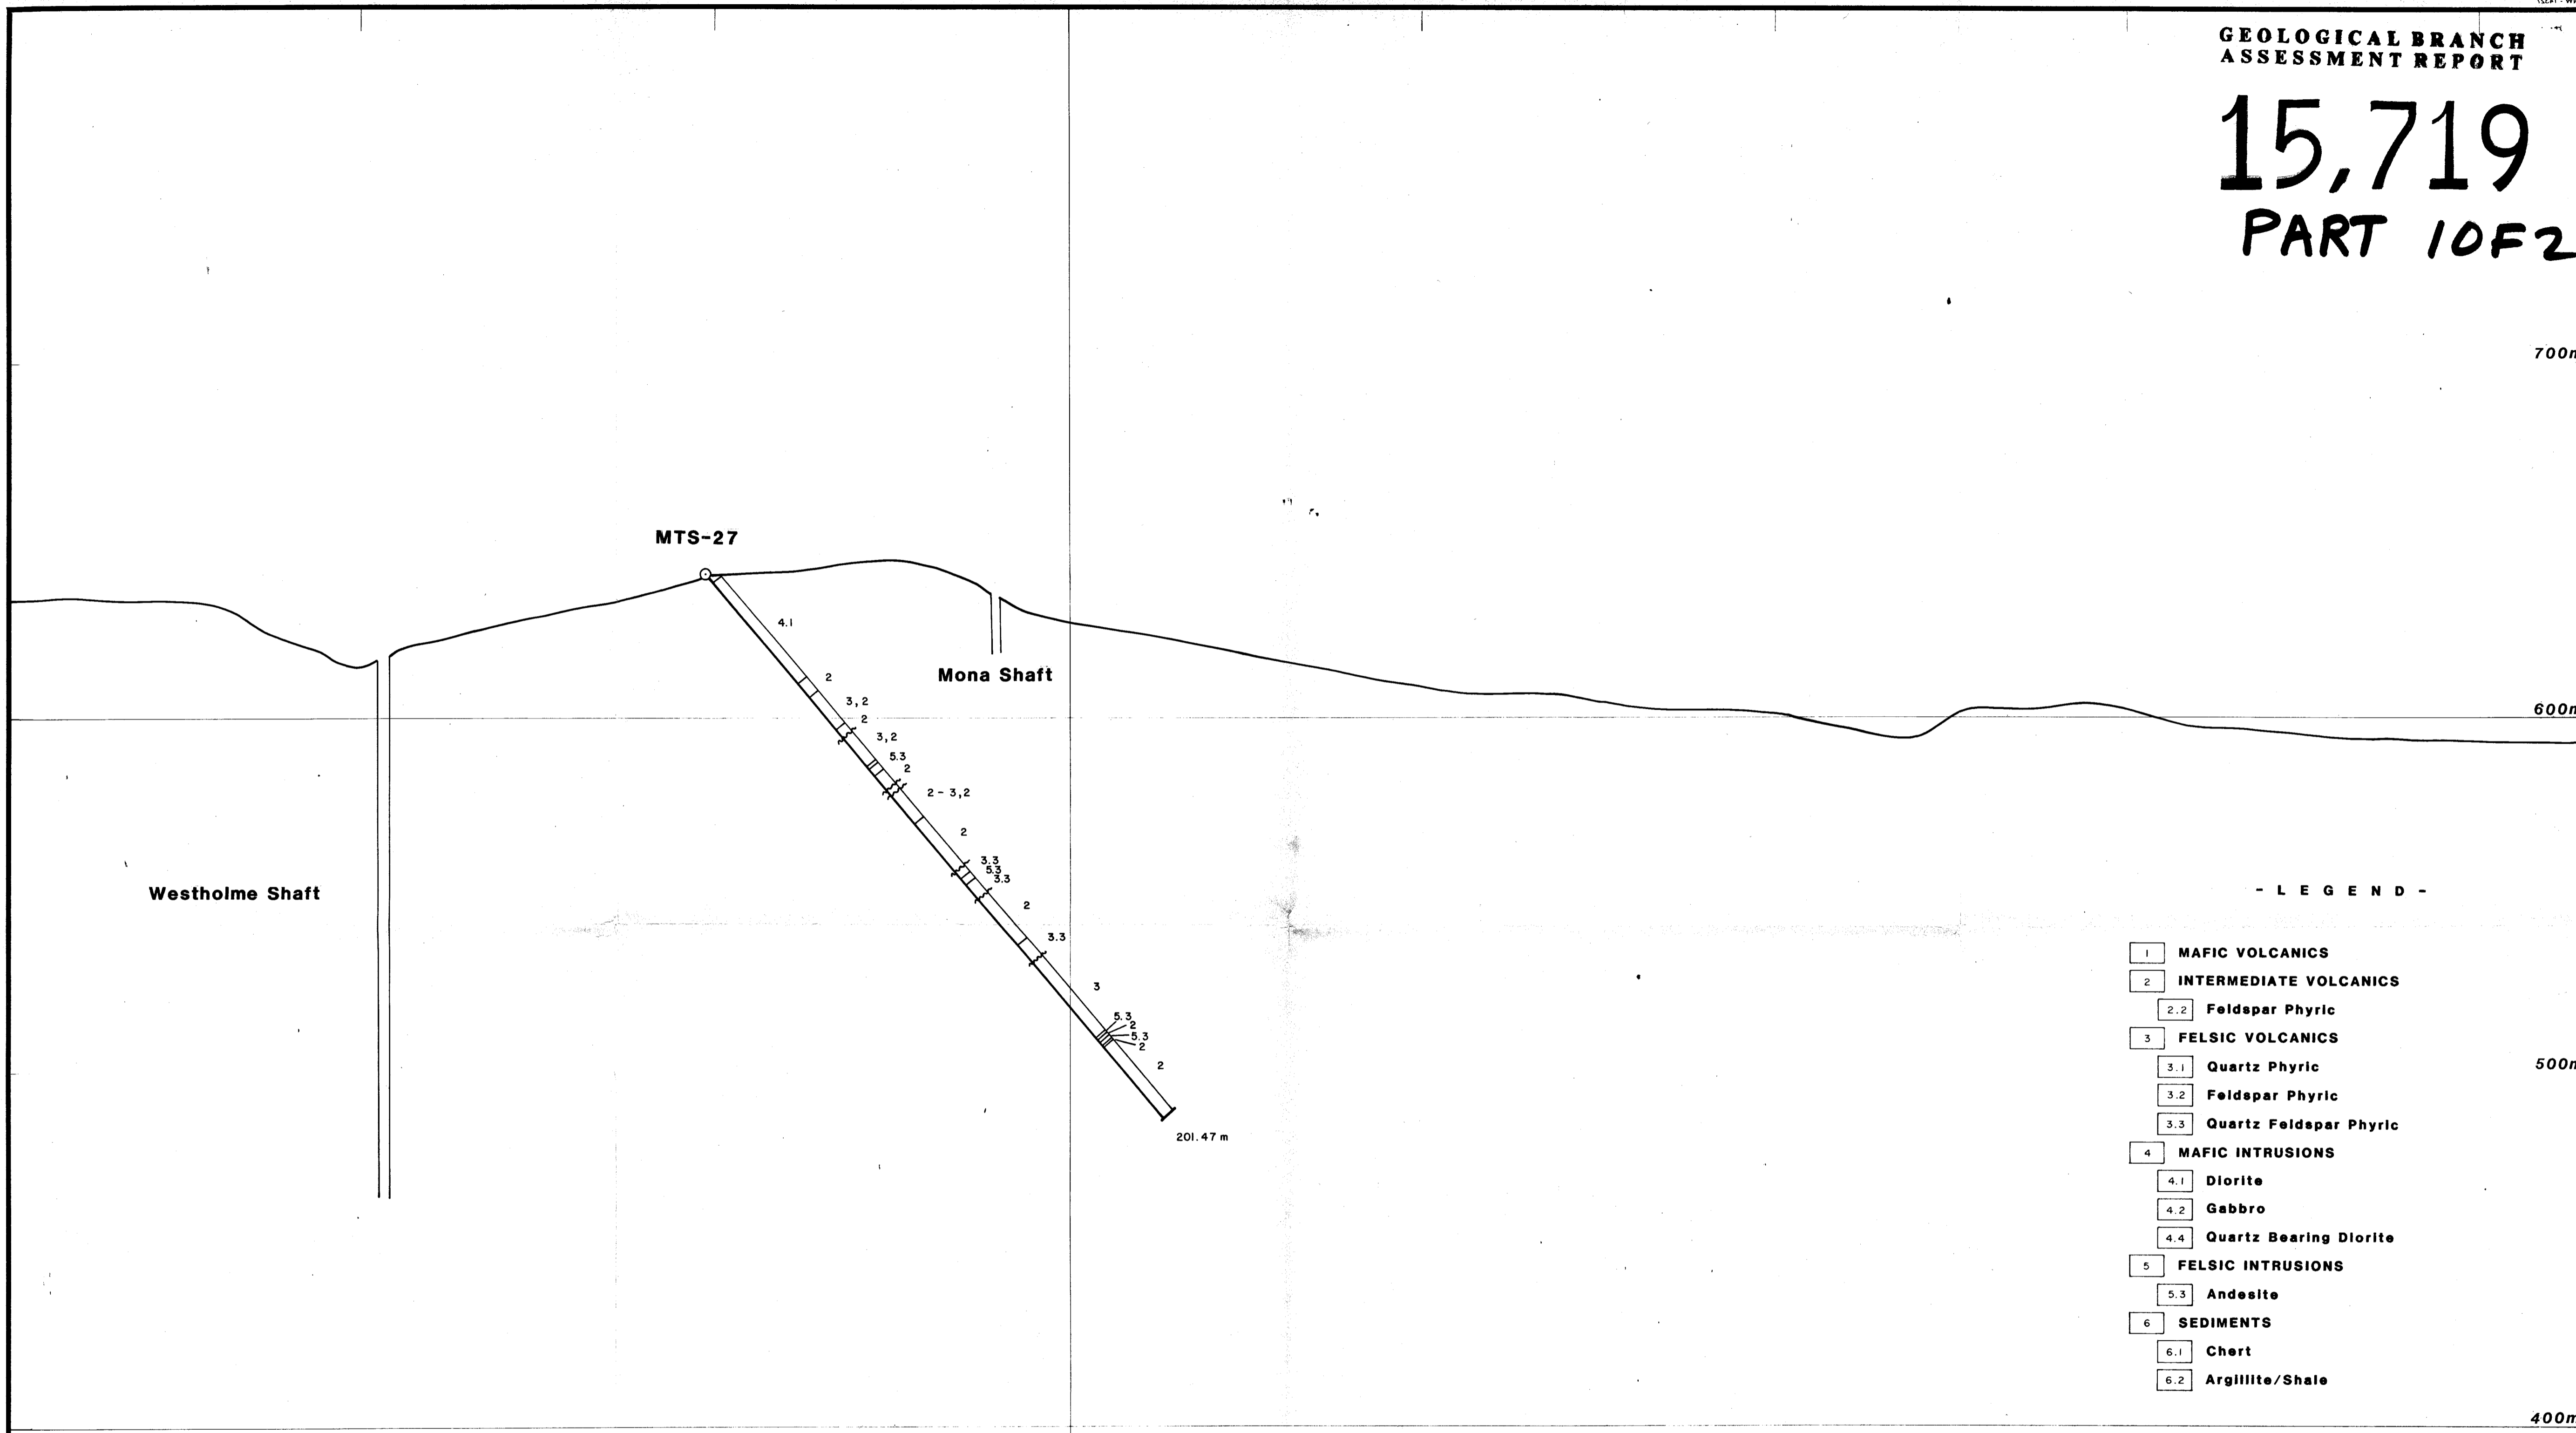 GEOLOGICAL BRANCH
ASSESSMENT REPORT
15,719
PART 1 OF 2
700m
MTS-27
4.1
Mona Shaft
2
3,2
600m
2
3,2
5.3
2
2 - 3,2
2
3.3
5.3
3.3
Westholme Shaft
2
3.3
3
5.3
2
5.3
2
2
500m
201.47 m
- L E G E N D -
1 MAFIC VOLCANICS
2 INTERMEDIATE VOLCANICS
2.2 Feldspar Phyric
3 FELSIC VOLCANICS
3.1 Quartz Phyric
3.2 Feldspar Phyric
3.3 Quartz Feldspar Phyric
4 MAFIC INTRUSIONS
4.1 Diorite
4.2 Gabbro
4.4 Quartz Bearing Diorite
5 FELSIC INTRUSIONS
5.3 Andesite
6 SEDIMENTS
6.1 Chert
6.2 Argillite/Shale
400m